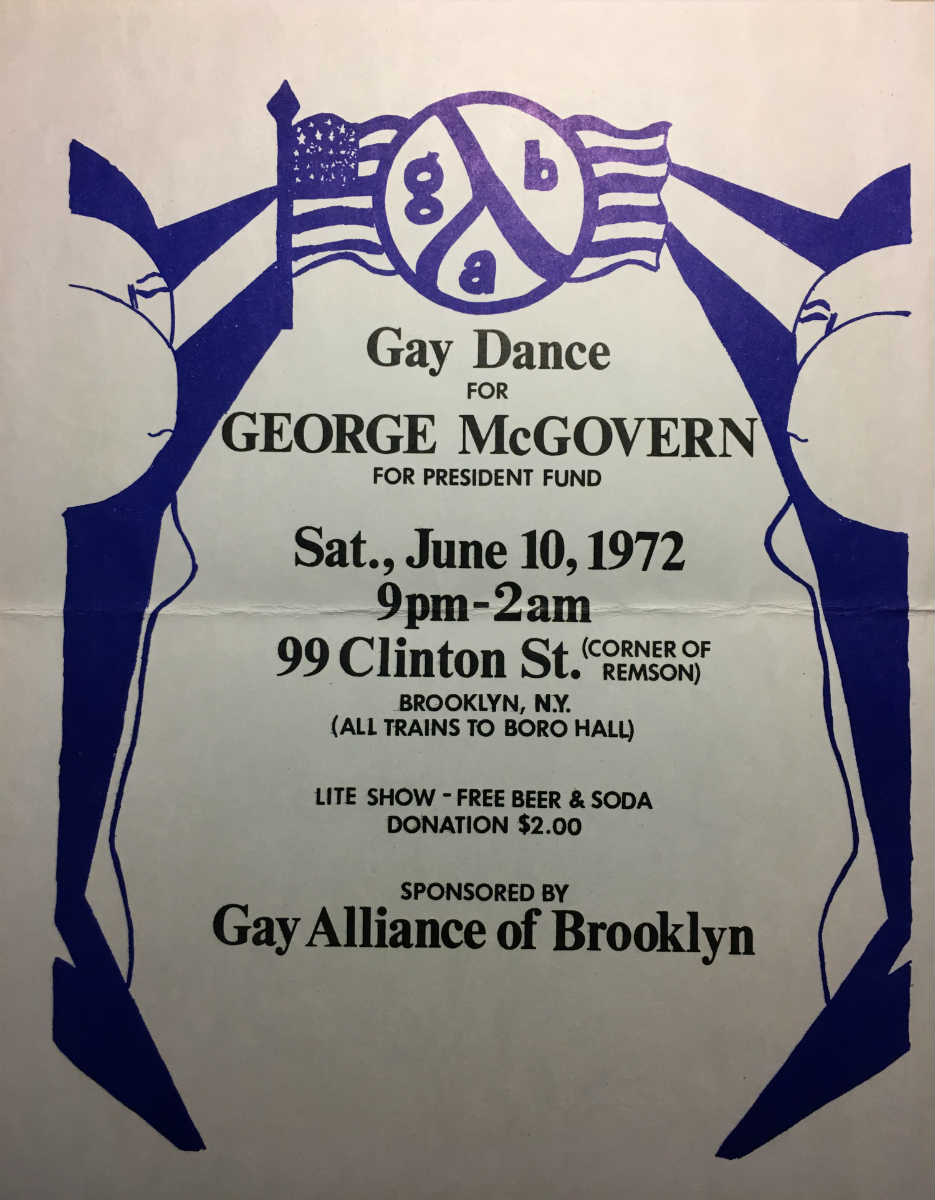 g b
a
Gay Dance
FOR
GEORGE McGOVERN
FOR PRESIDENT FUND
Sat., June 10, 1972
9pm-2am
99 Clinton St. (CORNER OF
REMSON)
BROOKLYN, N.Y.
(ALL TRAINS TO BORO HALL)
LITE SHOW - FREE BEER & SODA
DONATION $2.00
SPONSORED BY
Gay Alliance of Brooklyn